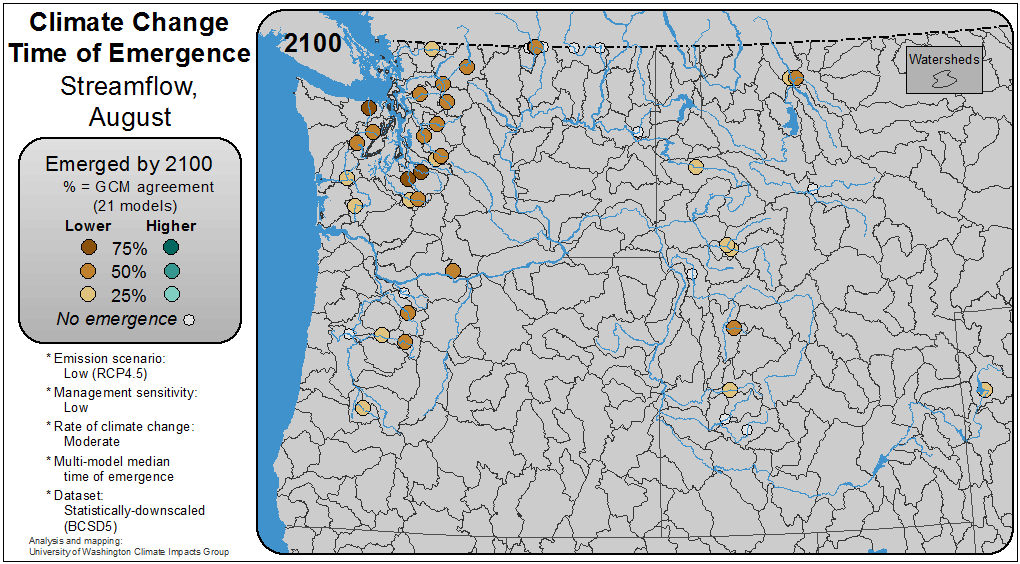 Climate Change
Time of Emergence
Streamflow,
August
Emerged by 2100
% = GCM agreement
(21 models)
Lower Higher
75%
50%
25%
No emergence
* Emission scenario:
Low (RCP4.5)
* Management sensitivity:
Low
* Rate of climate change:
Moderate
* Multi-model median
time of emergence
* Dataset:
Statistically-downscaled
(BCSD5)
Analysis and mapping:
University of Washington Climate Impacts Group
2100
Watersheds